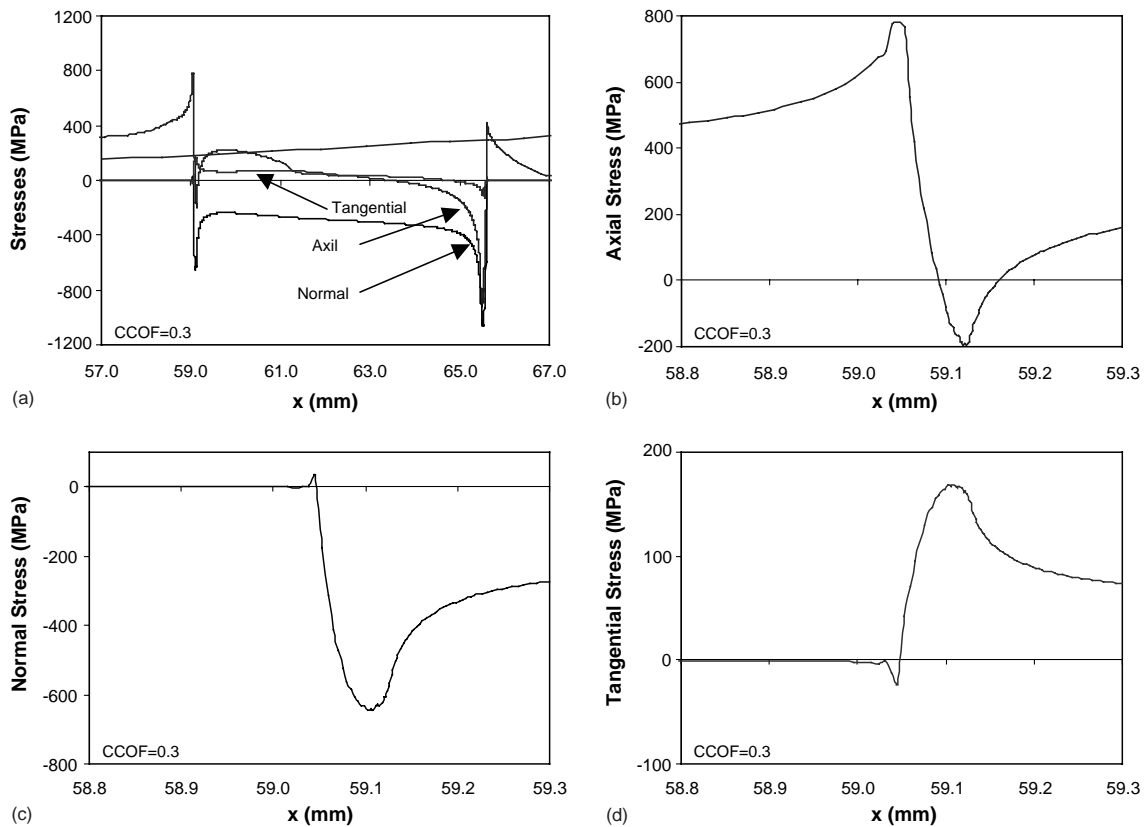 1200
800
400
0
-400
-800
-1200
Stresses (MPa)
Tangential
Axil
Normal
CCOF=0.3
57.0 59.0 61.0 63.0 65.0 67.0
x (mm)
(a)
800
600
400
200
0
-200
Axial Stress (MPa)
CCOF=0.3
58.8 58.9 59.0 59.1 59.2 59.3
x (mm)
(b)
0
-200
-400
-600
-800
Normal Stress (MPa)
CCOF=0.3
58.8 58.9 59.0 59.1 59.2 59.3
x (mm)
(c)
200
100
0
-100
Tangential Stress (MPa)
CCOF=0.3
58.8 58.9 59.0 59.1 59.2 59.3
x (mm)
(d)